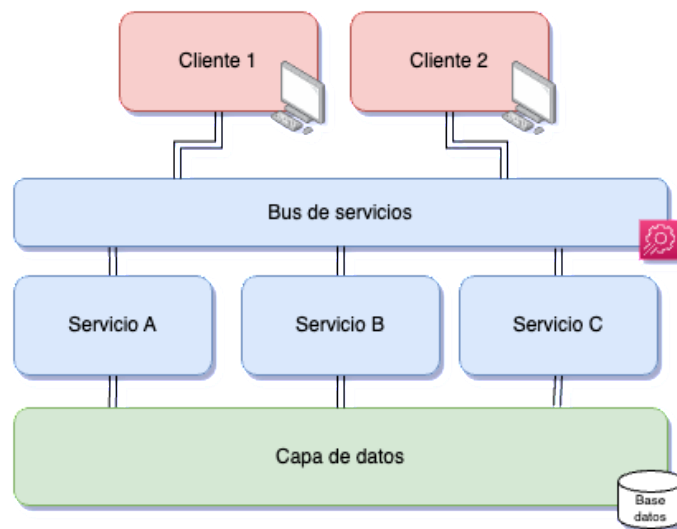 Cliente 1
Cliente 2
Bus de servicios
Servicio A
Servicio B
Servicio C
Capa de datos
Base
datos